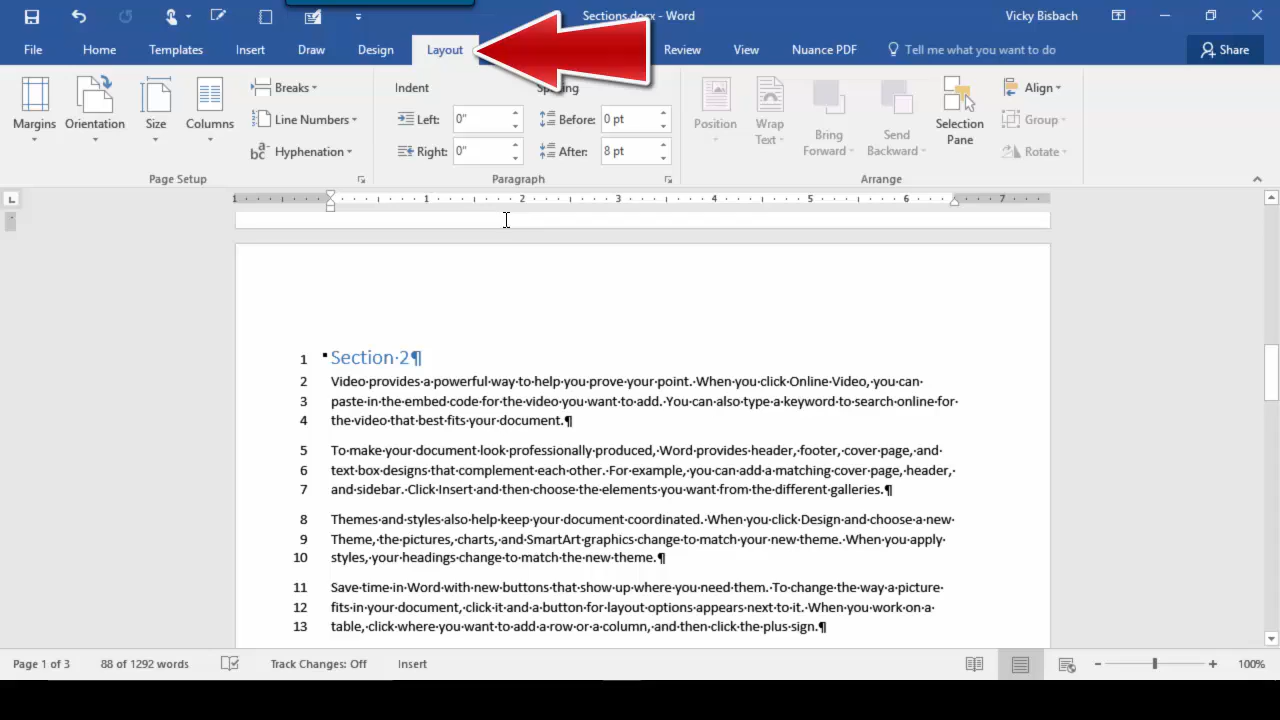 Sections.docx - Word
Vicky Bisbach
File Home Templates Insert Draw Design Layout Review View Nuance PDF Tell me what you want to do Share
Margins
Orientation
Size
Columns
Breaks
Line Numbers
bc Hyphenation
Page Setup
Indent
Left: 0"
Right: 0"
Spacing
Before: 0 pt
After: 8 pt
Paragraph
Position
Wrap
Text
Bring
Forward
Send
Backward
Selection
Pane
Align
Group
Rotate
Arrange
1 1 2 3 4 5 6 7
1 Section·2¶
2 Video·provides·a·powerful·way·to·help·you·prove·your·point.·When·you·click·Online·Video,·you·can·
3 paste·in·the·embed·code·for·the·video·you·want·to·add.·You·can·also·type·a·keyword·to·search·online·for·
4 the·video·that·best·fits·your·document.¶
5 To·make·your·document·look·professionally·produced,·Word·provides·header,·footer,·cover·page,·and·
6 text·box·designs·that·complement·each·other.·For·example,·you·can·add·a·matching·cover·page,·header,·
7 and·sidebar.·Click·Insert·and·then·choose·the·elements·you·want·from·the·different·galleries.¶
8 Themes·and·styles·also·help·keep·your·document·coordinated.·When·you·click·Design·and·choose·a·new·
9 Theme,·the·pictures,·charts,·and·SmartArt·graphics·change·to·match·your·new·theme.·When·you·apply·
10 styles,·your·headings·change·to·match·the·new·theme.¶
11 Save·time·in·Word·with·new·buttons·that·show·up·where·you·need·them.·To·change·the·way·a·picture·
12 fits·in·your·document,·click·it·and·a·button·for·layout·options·appears·next·to·it.·When·you·work·on·a·
13 table,·click·where·you·want·to·add·a·row·or·a·column,·and·then·click·the·plus·sign.¶
Page 1 of 3 88 of 1292 words Track Changes: Off Insert 100%